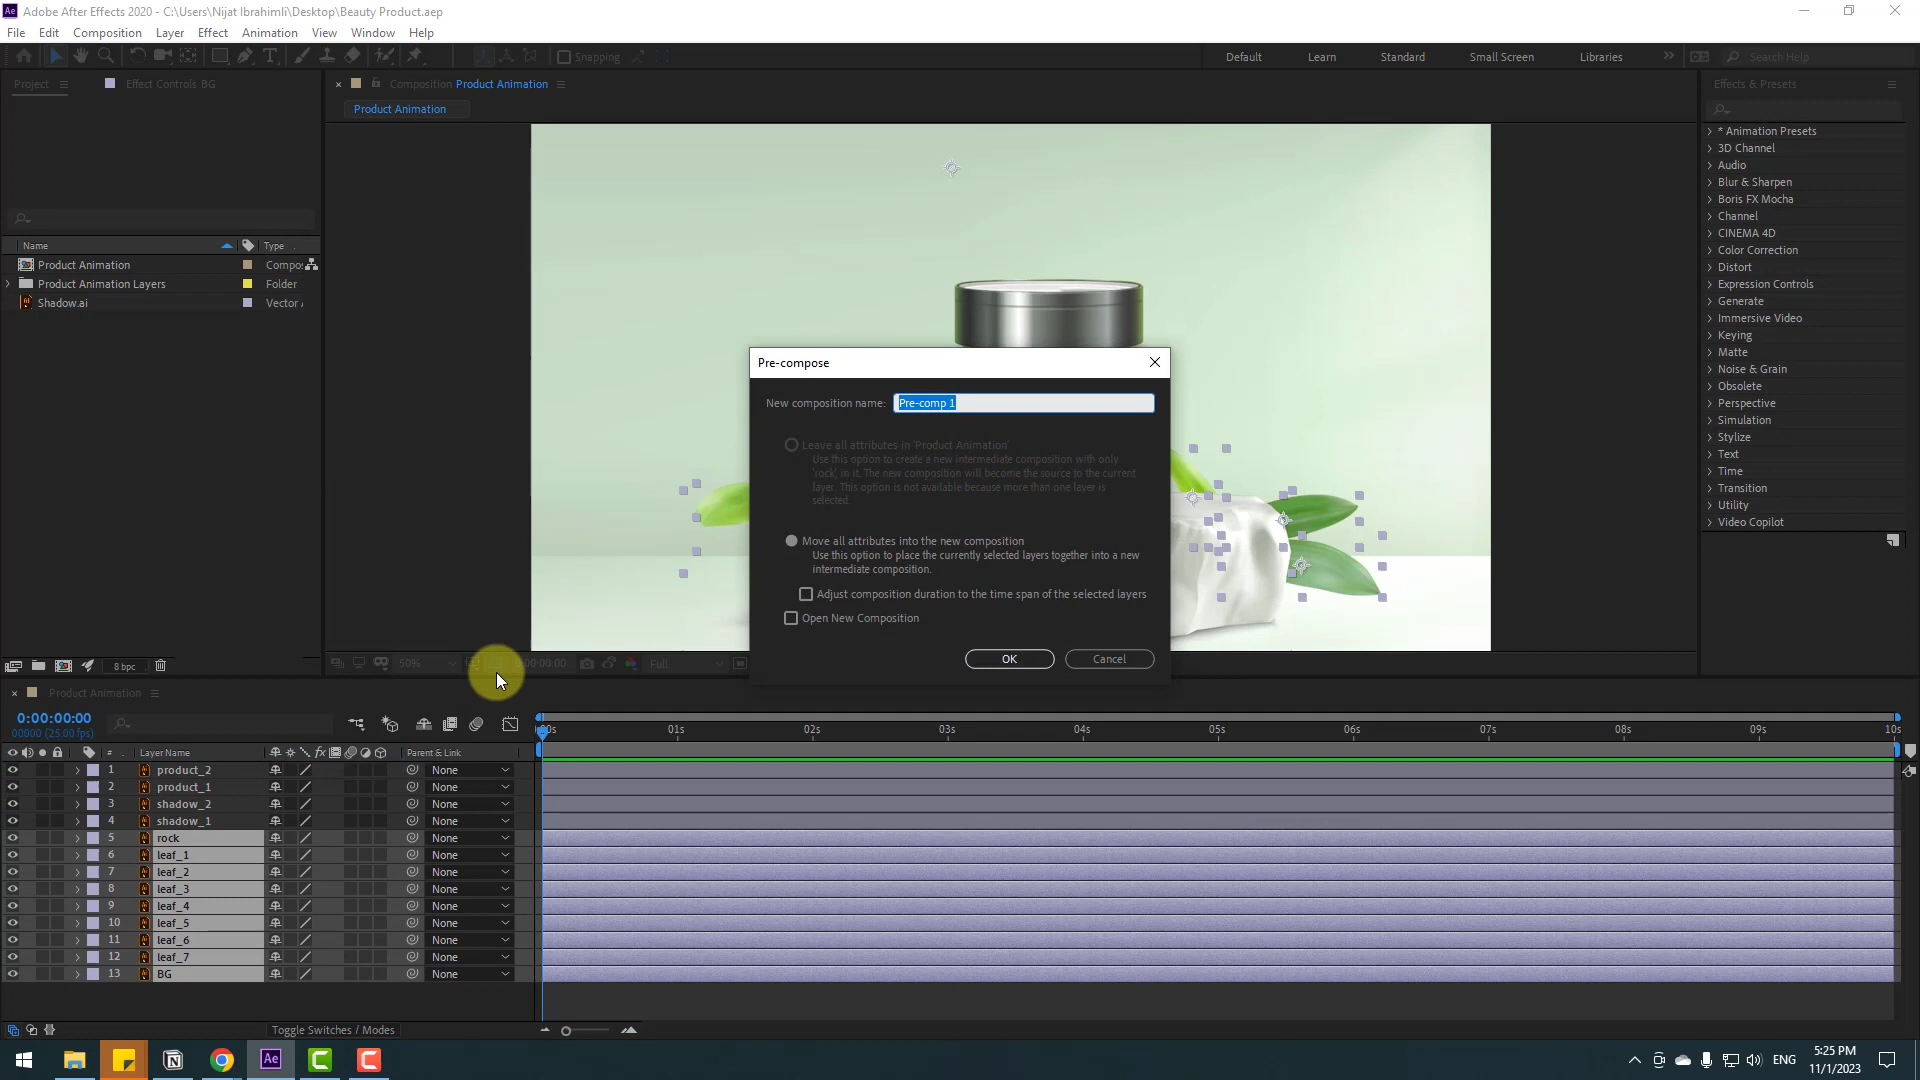 Adobe After Effects 2020 - C:\Users\Nijat Ibrahimli\Desktop\Beauty Product.aep
File Edit Composition Layer Effect Animation View Window Help
Snapping
Default Learn Standard Small Screen Libraries Search Help
Project Effect Controls BG
Composition Product Animation
Product Animation
Effects & Presets
* Animation Presets
3D Channel
Audio
Blur & Sharpen
Boris FX Mocha
Channel
CINEMA 4D
Color Correction
Distort
Expression Controls
Generate
Immersive Video
Keying
Matte
Noise & Grain
Obsolete
Perspective
Simulation
Stylize
Text
Time
Transition
Utility
Video Copilot
Name Type
Product Animation Compos
Product Animation Layers Folder
Shadow.ai Vector
8 bpc
Pre-compose
New composition name: Pre-comp 1
Leave all attributes in 'Product Animation'
Use this option to create a new intermediate composition with only
'rock', in it. The new composition will become the source to the current
layer. This option is not available because more than one layer is
selected.
Move all attributes into the new composition
Use this option to place the currently selected layers together into a new
intermediate composition.
Adjust composition duration to the time span of the selected layers
Open New Composition
OK Cancel
50% 0:00:00:00 Full
Product Animation
0:00:00:00
00000 (25.00 fps)
:00s 01s 02s 03s 04s 05s 06s 07s 08s 09s 10s
# Layer Name fx Parent & Link
1 product_2 None
2 product_1 None
3 shadow_2 None
4 shadow_1 None
5 rock None
6 leaf_1 None
7 leaf_2 None
8 leaf_3 None
9 leaf_4 None
10 leaf_5 None
11 leaf_6 None
12 leaf_7 None
13 BG None
Toggle Switches / Modes
ENG
5:25 PM
11/1/2023